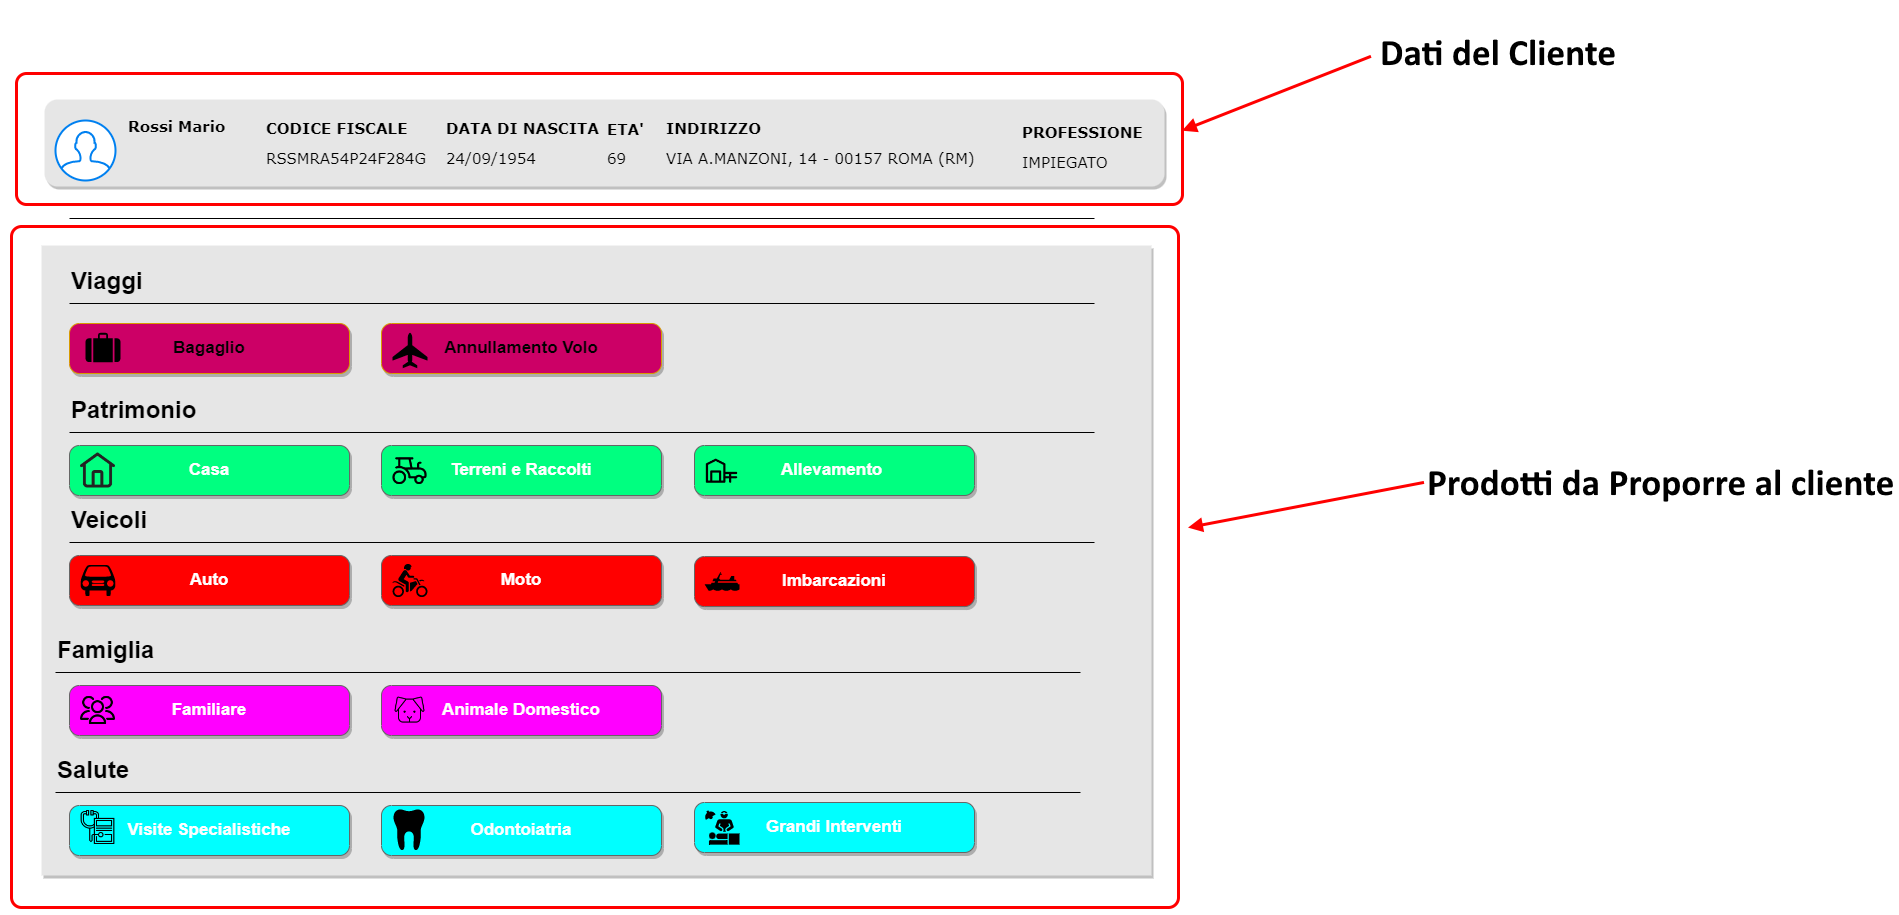 Dati del Cliente
Rossi Mario
CODICE FISCALE DATA DI NASCITA ETA' INDIRIZZO PROFESSIONE
RSSMRA54P24F284G 24/09/1954 69 VIA A.MANZONI, 14 - 00157 ROMA (RM) IMPIEGATO
Viaggi
Bagaglio Annullamento Volo
Patrimonio
Casa Terreni e Raccolti Allevamento
Prodotti da Proporre al cliente
Veicoli
Auto Moto Imbarcazioni
Famiglia
Familiare Animale Domestico
Salute
Visite Specialistiche Odontoiatria Grandi Interventi